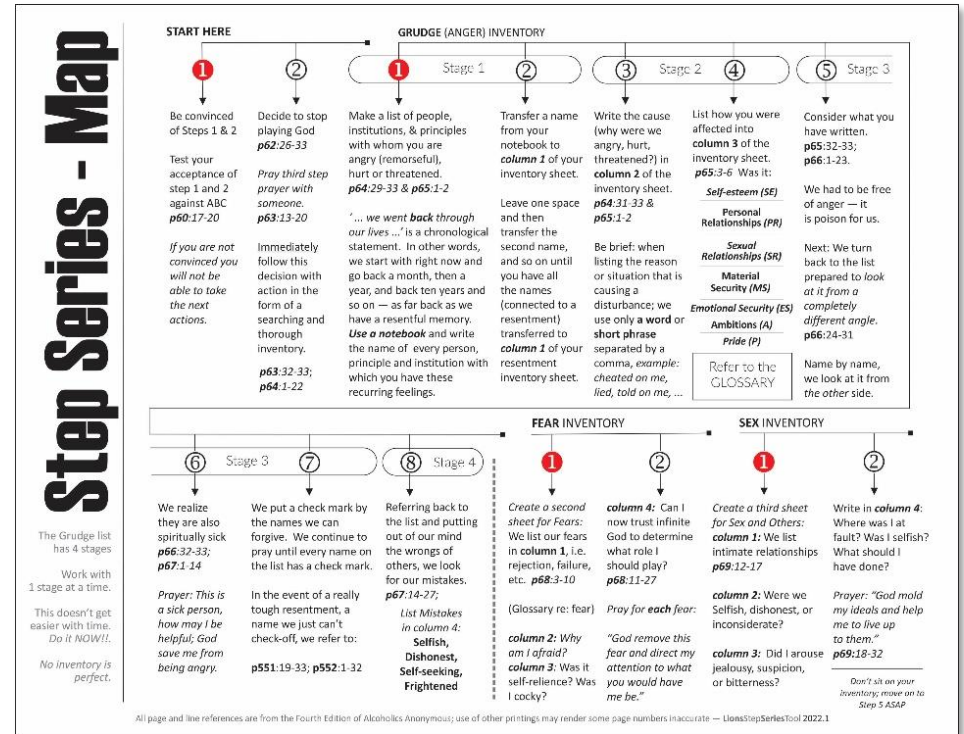 Step Series - Map
START HERE
GRUDGE (ANGER) INVENTORY
1
2
1
Stage 1
2
3
Stage 2
4
5
Stage 3
Be convinced
of Steps 1 & 2
Test your
acceptance of
step 1 and 2
against ABC
p60:17-20
If you are not
convinced you
will not be
able to take
the next
actions.
Decide to stop
playing God
p62:26-33
Pray third step
prayer with
someone.
p63:13-20
Immediately
follow this
decision with
action in the
form of a
searching and
thorough
inventory.
p63:32-33;
p64:1-22
Make a list of people,
institutions, & principles
with whom you are
angry (remorseful),
hurt or threatened.
p64:29-33 & p65:1-2
' ... we went back through
our lives ...' is a chronological
statement. In other words,
we start with right now and
go back a month, then a
year, and back ten years and
so on — as far back as we
have a resentful memory.
Use a notebook and write
the name of every person,
principle and institution with
which you have these
recurring feelings.
Transfer a name
from your
notebook to
column 1 of your
inventory sheet.
Leave one space
and then
transfer the
second name,
and so on until
you have all
the names
(connected to a
resentment)
transferred to
column 1 of your
resentment
inventory sheet.
Write the cause
(why were we
angry, hurt,
threatened?) in
column 2 of the
inventory sheet.
p64:31-33 &
p65:1-2
Be brief: when
listing the reason
or situation that is
causing a
disturbance; we
use only a word or
short phrase
separated by a
comma, example:
cheated on me,
lied, told on me, ...
List how you were
affected into
column 3 of the
inventory sheet.
p65:3-6 Was it:
Self-esteem (SE)
Personal
Relationships (PR)
Sexual
Relationships (SR)
Material
Security (MS)
Emotional Security (ES)
Ambitions (A)
Pride (P)
Refer to the
GLOSSARY
Consider what you
have written.
p65:32-33;
p66:1-23.
We had to be free
of anger — it
is poison for us.
Next: We turn
back to the list
prepared to look
at it from a
completely
different angle.
p66:24-31
Name by name,
we look at it from
the other side.
6
Stage 3
7
8
Stage 4
FEAR INVENTORY
1
2
SEX INVENTORY
1
2
We realize
they are also
spiritually sick
p66:32-33;
p67:1-14
Prayer: This is
a sick person,
how may I be
helpful; God
save me from
being angry.
We put a check mark by
the names we can
forgive. We continue to
pray until every name on
the list has a check mark.
In the event of a really
tough resentment, a
name we just can't
check-off, we refer to:
p551:19-33; p552:1-32
Referring back to
the list and putting
out of our mind
the wrongs of
others, we look
for our mistakes.
p67:14-27;
List Mistakes
in column 4:
Selfish,
Dishonest,
Self-seeking,
Frightened
Create a second
sheet for Fears:
We list our fears
in column 1, i.e.
rejection, failure,
etc. p68:3-10
(Glossary re: fear)
column 2: Why
am I afraid?
column 3: Was it
self-relience? Was
I cocky?
column 4: Can I
now trust infinite
God to determine
what role I
should play?
p68:11-27
Pray for each fear:
"God remove this
fear and direct my
attention to what
you would have
me be."
Create a third sheet
for Sex and Others:
column 1: We list
intimate relationships
p69:12-17
column 2: Were we
Selfish, dishonest, or
inconsiderate?
column 3: Did I arouse
jealousy, suspicion,
or bitterness?
Write in column 4:
Where was I at
fault? Was I selfish?
What should I
have done?
Prayer: "God mold
my ideals and help
me to live up
to them."
p69:18-32
Don't sit on your
inventory; move on to
Step 5 ASAP
The Grudge list
has 4 stages
Work with
1 stage at a time.
This doesn't get
easier with time.
Do it NOW!!.
No inventory is
perfect.
All page and line references are from the Fourth Edition of Alcoholics Anonymous; use of other printings may render some page numbers inaccurate — LionsStepSeriesTool 2022.1